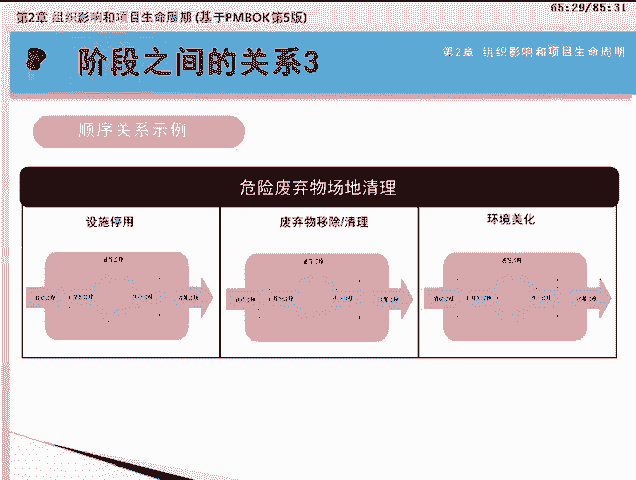 第2章 组织影响和项目生命周期 (基于PMBOK第5版)
65:29/85:31
阶段之间的关系3
第2章 组织影响和项目生命周期
顺序关系示例
危险废弃物场地清理
设施停用
废弃物移除/清理
环境美化